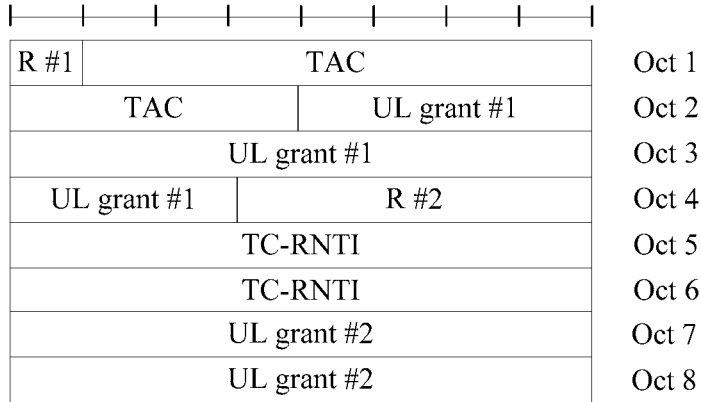 R #1 TAC Oct 1
TAC UL grant #1 Oct 2
UL grant #1 Oct 3
UL grant #1 R #2 Oct 4
TC-RNTI Oct 5
TC-RNTI Oct 6
UL grant #2 Oct 7
UL grant #2 Oct 8